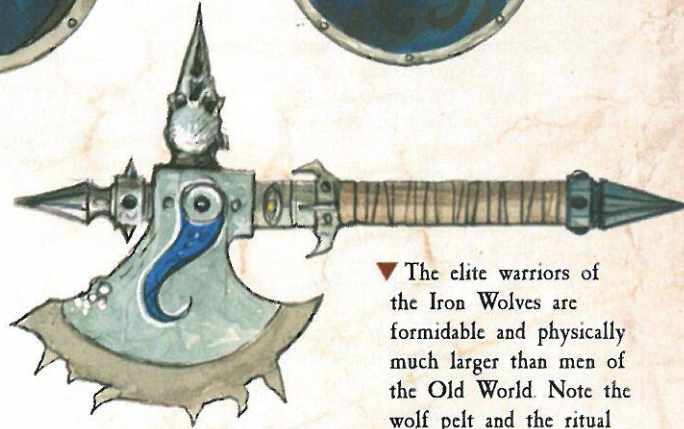 ▼ The elite warriors of
the Iron Wolves are
formidable and physically
much larger than men of
the Old World. Note the
wolf pelt and the ritual